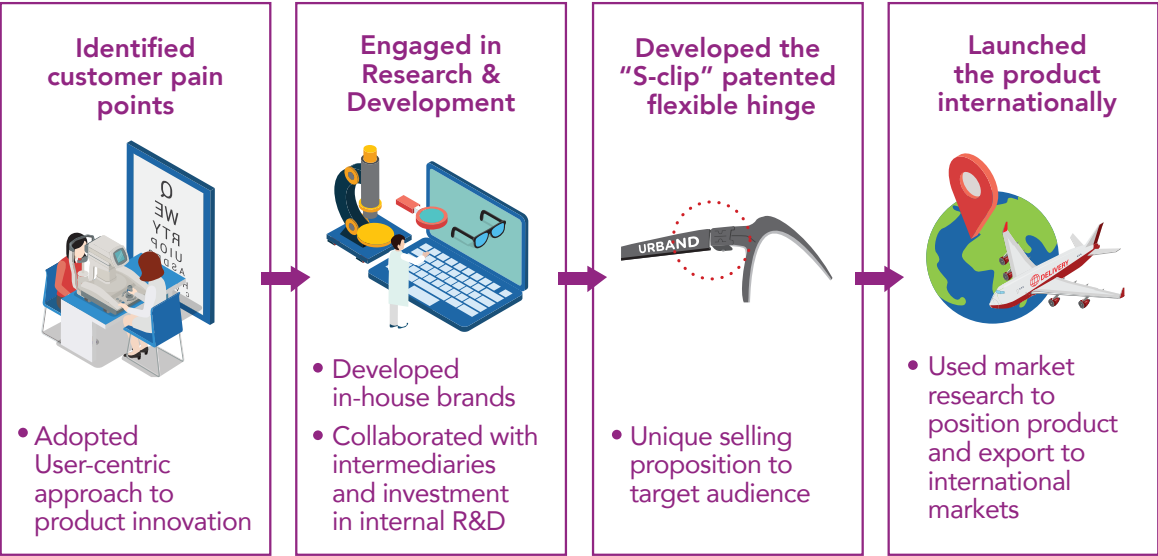 Identified
customer pain
points
Q
WE
RTY
UIOP
ASD
• Adopted
User-centric
approach to
product innovation
Engaged in
Research &
Development
• Developed
in-house brands
• Collaborated with
intermediaries
and investment
in internal R&D
Developed the
“S-clip” patented
flexible hinge
URBAND
• Unique selling
proposition to
target audience
Launched
the product
internationally
DELIVERY
• Used market
research to
position product
and export to
international
markets